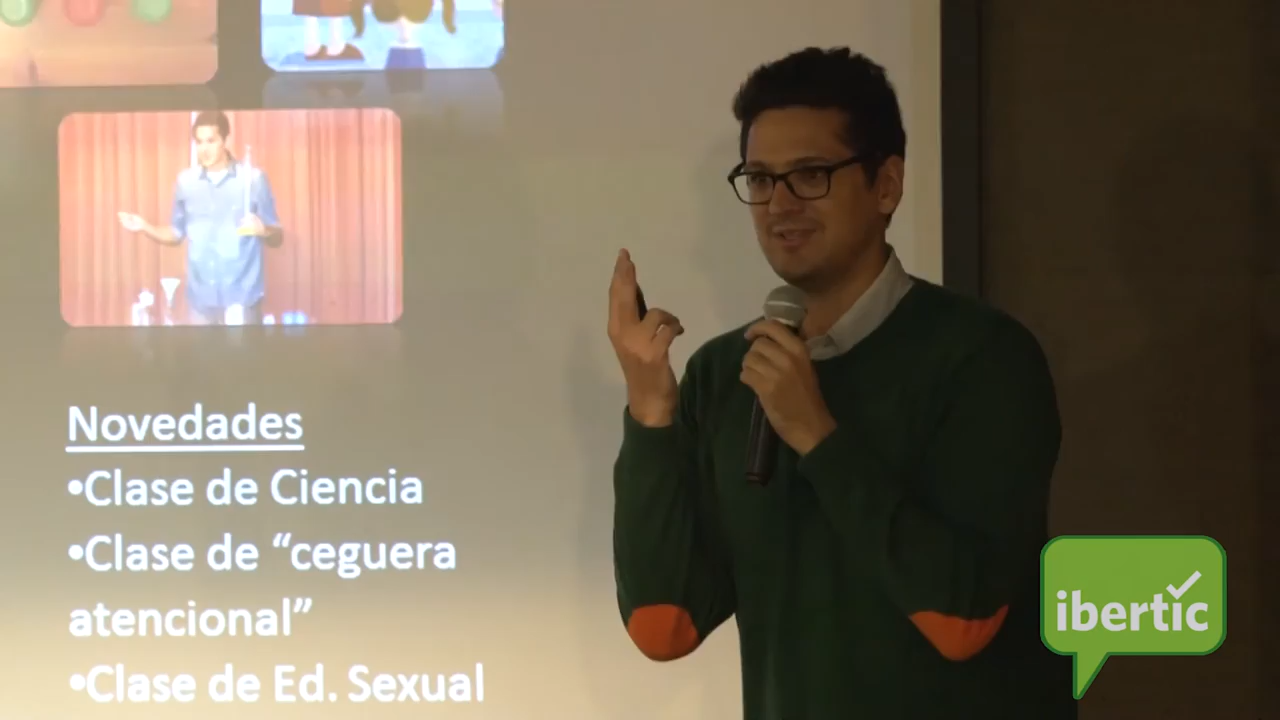 Novedades
•Clase de Ciencia
•Clase de “ceguera
atencional”
•Clase de Ed. Sexual
ibertic